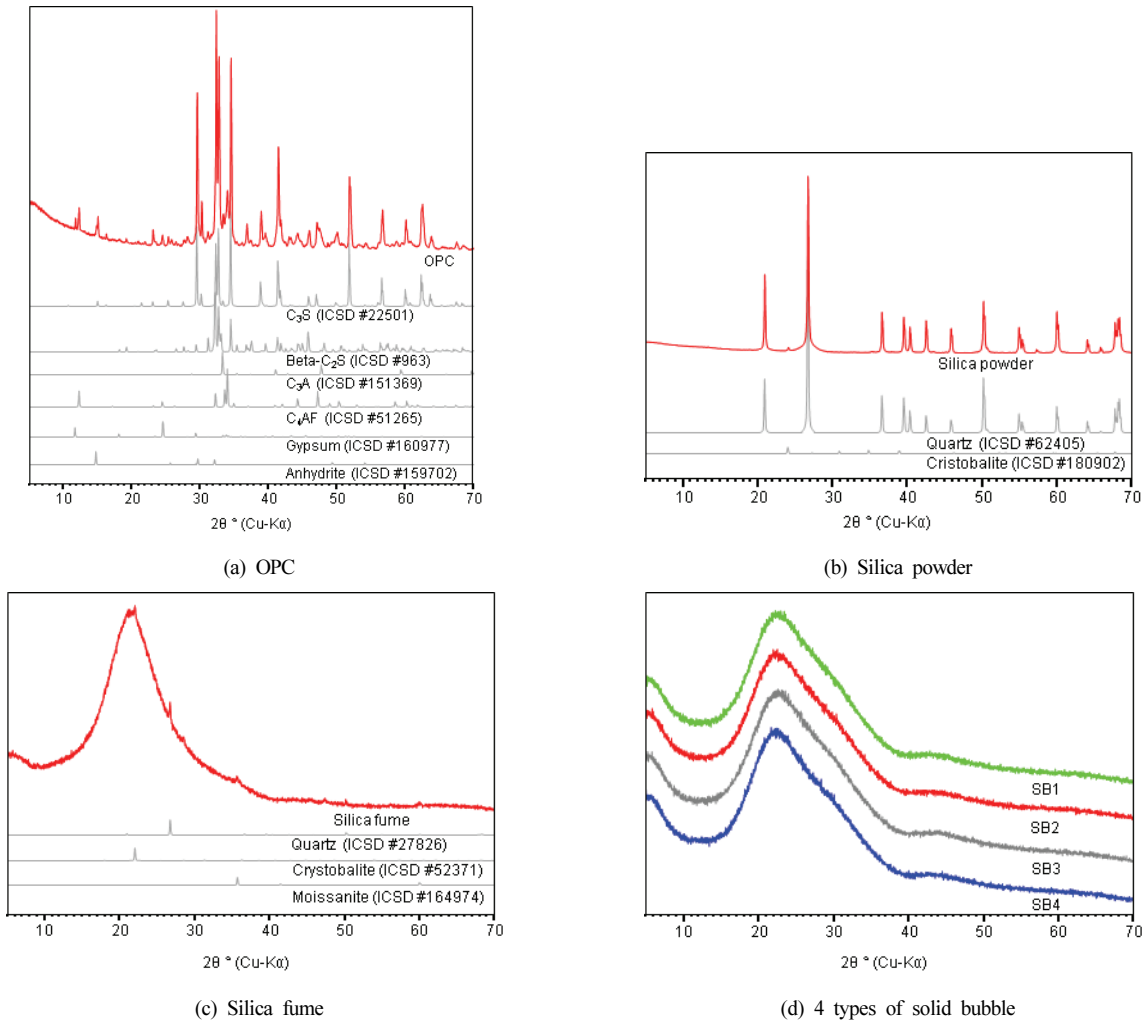 OPC
C₃S (ICSD #22501)
Beta-C₂S (ICSD #963)
C₃A (ICSD #151369)
C₄AF (ICSD #51265)
Gypsum (ICSD #160977)
Anhydrite (ICSD #159702)
10 20 30 40 50 60 70
2θ ° (Cu-Kα)
(a) OPC
Silica powder
Quartz (ICSD #62405)
Cristobalite (ICSD #180902)
10 20 30 40 50 60 70
2θ ° (Cu-Kα)
(b) Silica powder
Silica fume
Quartz (ICSD #27826)
Crystobalite (ICSD #52371)
Moissanite (ICSD #164974)
10 20 30 40 50 60 70
2θ ° (Cu-Kα)
(c) Silica fume
SB1
SB2
SB3
SB4
10 20 30 40 50 60 70
2θ ° (Cu-Kα)
(d) 4 types of solid bubble